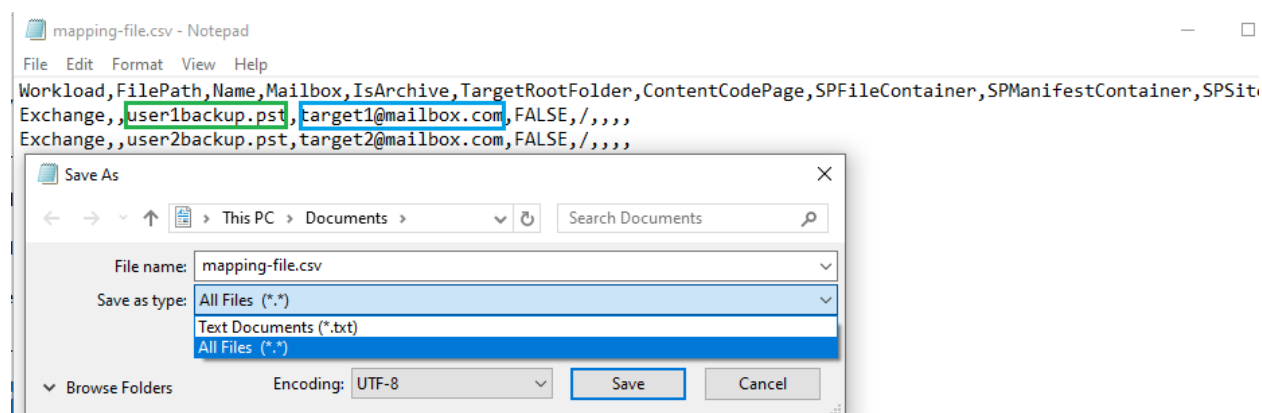 mapping-file.csv - Notepad
File Edit Format View Help
Workload,FilePath,Name,Mailbox,IsArchive,TargetRootFolder,ContentCodePage,SPFileContainer,SPManifestContainer,SPSit
Exchange,,user1backup.pst,target1@mailbox.com,FALSE,/,,,,
Exchange,,user2backup.pst,target2@mailbox.com,FALSE,/,,,,
Save As
This PC > Documents >
Search Documents
File name: mapping-file.csv
Save as type: All Files (*.*)
Text Documents (*.txt)
All Files (*.*)
Browse Folders
Encoding: UTF-8
Save
Cancel